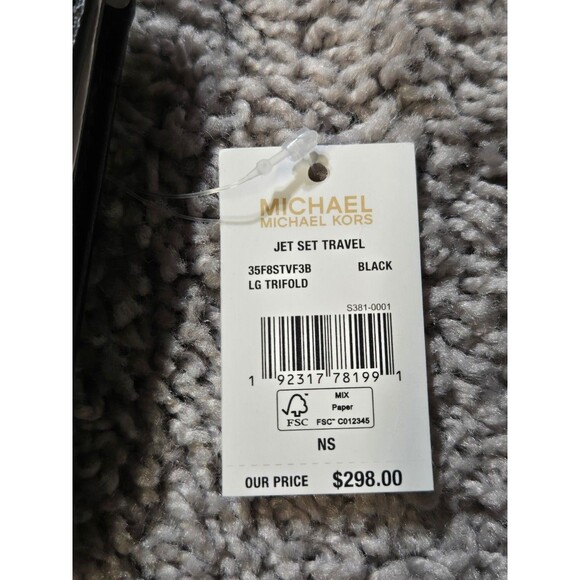 MICHAEL
MICHAEL KORS
JET SET TRAVEL
35F8STVF3B BLACK
LG TRIFOLD
S381-0001
1 92317 78199 1
MIX
Paper
FSC™ C012345
FSC
NS
OUR PRICE $298.00